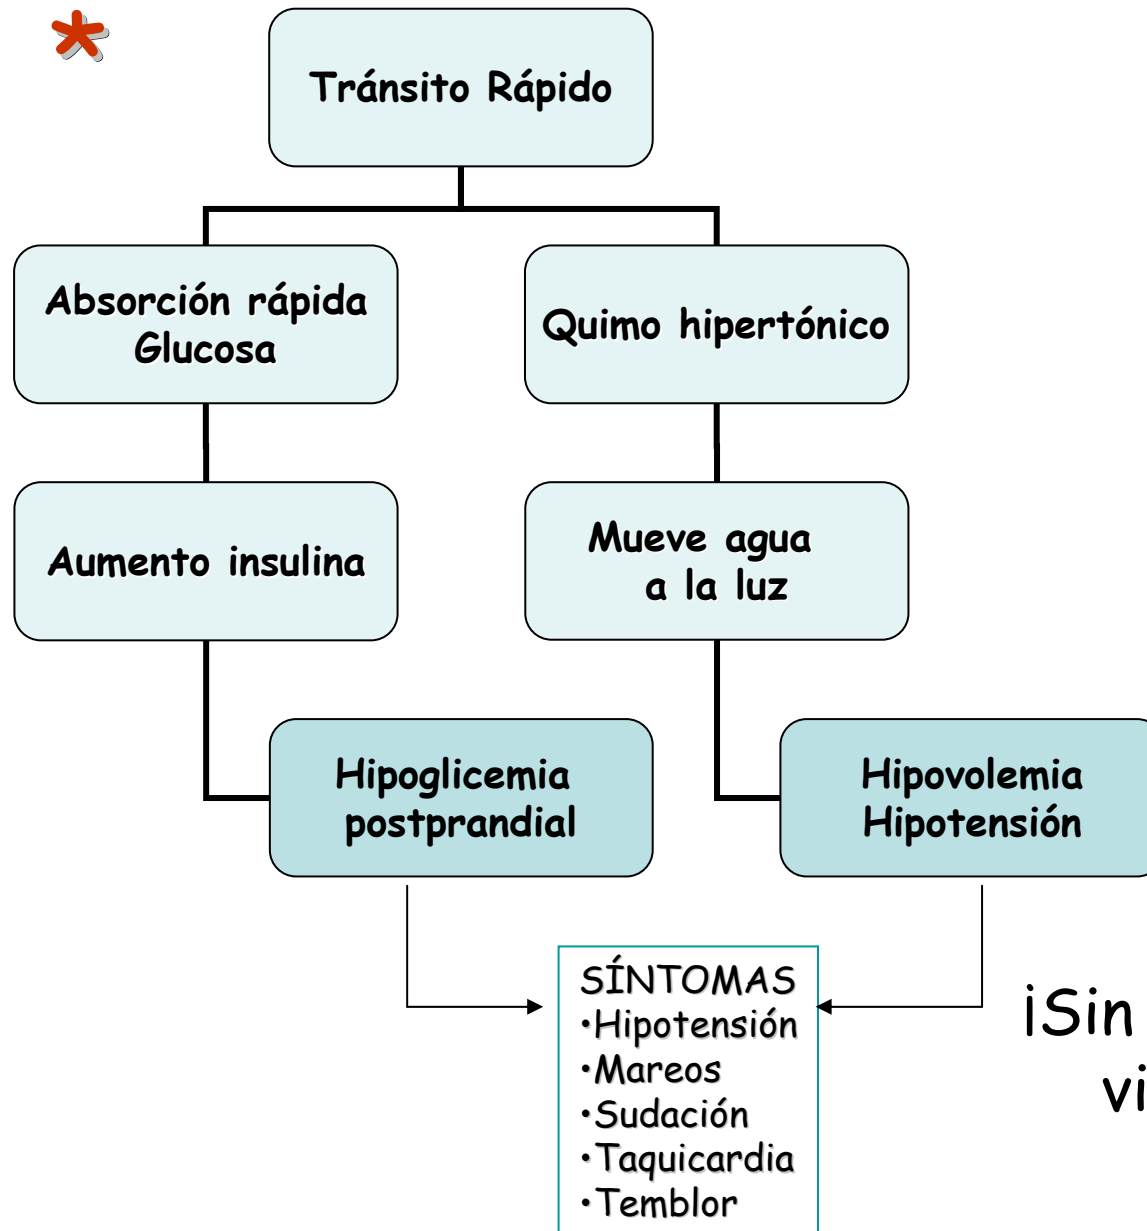 Tránsito Rápido
Absorción rápida
Glucosa
Quimo hipertónico
Aumento insulina
Mueve agua
a la luz
Hipoglicemia
postprandial
Hipovolemia
Hipotensión
SÍNTOMAS
•Hipotensión
•Mareos
•Sudación
•Taquicardia
•Temblor
¡Sin
vi